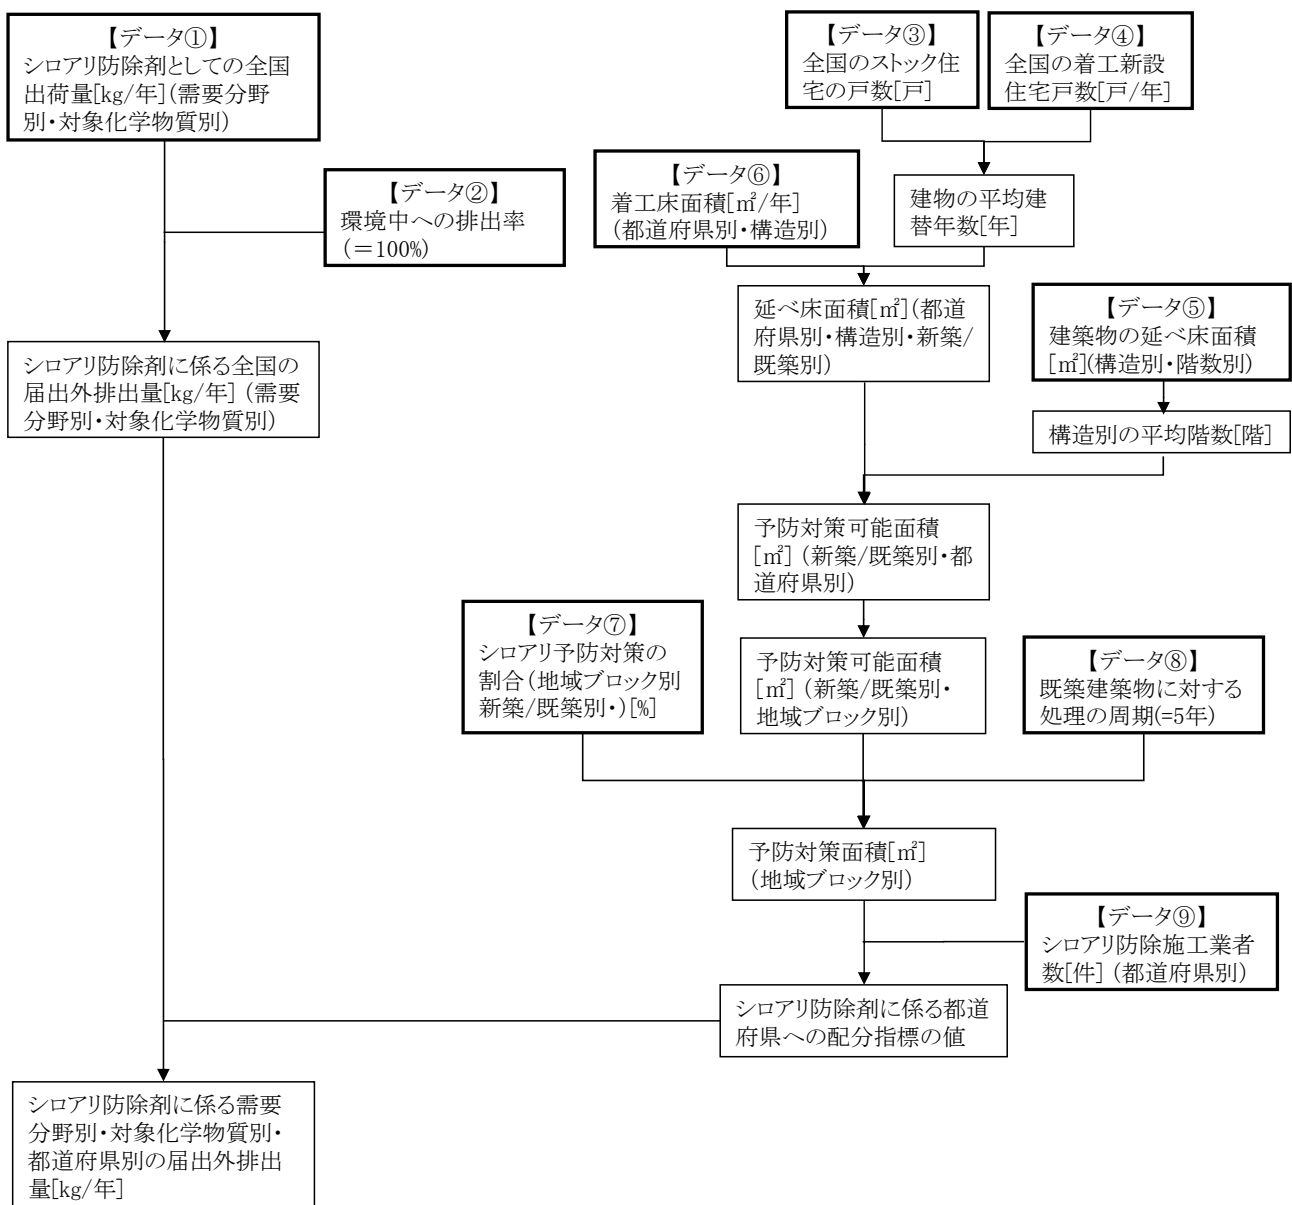 【データ①】
シロアリ防除剤としての全国
出荷量[kg/年](需要分野
別・対象化学物質別)
【データ②】
環境中への排出率
(=100%)
シロアリ防除剤に係る全国の
届出外排出量[kg/年] (需要
分野別・対象化学物質別)
【データ③】
全国のストック住
宅の戸数[戸]
【データ④】
全国の着工新設
住宅戸数[戸/年]
【データ⑥】
着工床面積[㎡/年]
(都道府県別・構造別)
建物の平均建
替年数[年]
延べ床面積[㎡](都道
府県別・構造別・新築/
既築別)
【データ⑤】
建築物の延べ床面積
[㎡](構造別・階数別)
構造別の平均階数[階]
予防対策可能面積
[㎡] (新築/既築別・都
道府県別)
【データ⑦】
シロアリ予防対策の
割合(地域ブロック別
新築/既築別・)[%]
予防対策可能面積
[㎡] (新築/既築別・
地域ブロック別)
【データ⑧】
既築建築物に対する
処理の周期(=5年)
予防対策面積[㎡]
(地域ブロック別)
【データ⑨】
シロアリ防除施工業者
数[件] (都道府県別)
シロアリ防除剤に係る都道
府県への配分指標の値
シロアリ防除剤に係る需要
分野別・対象化学物質別・
都道府県別の届出外排出
量[kg/年]